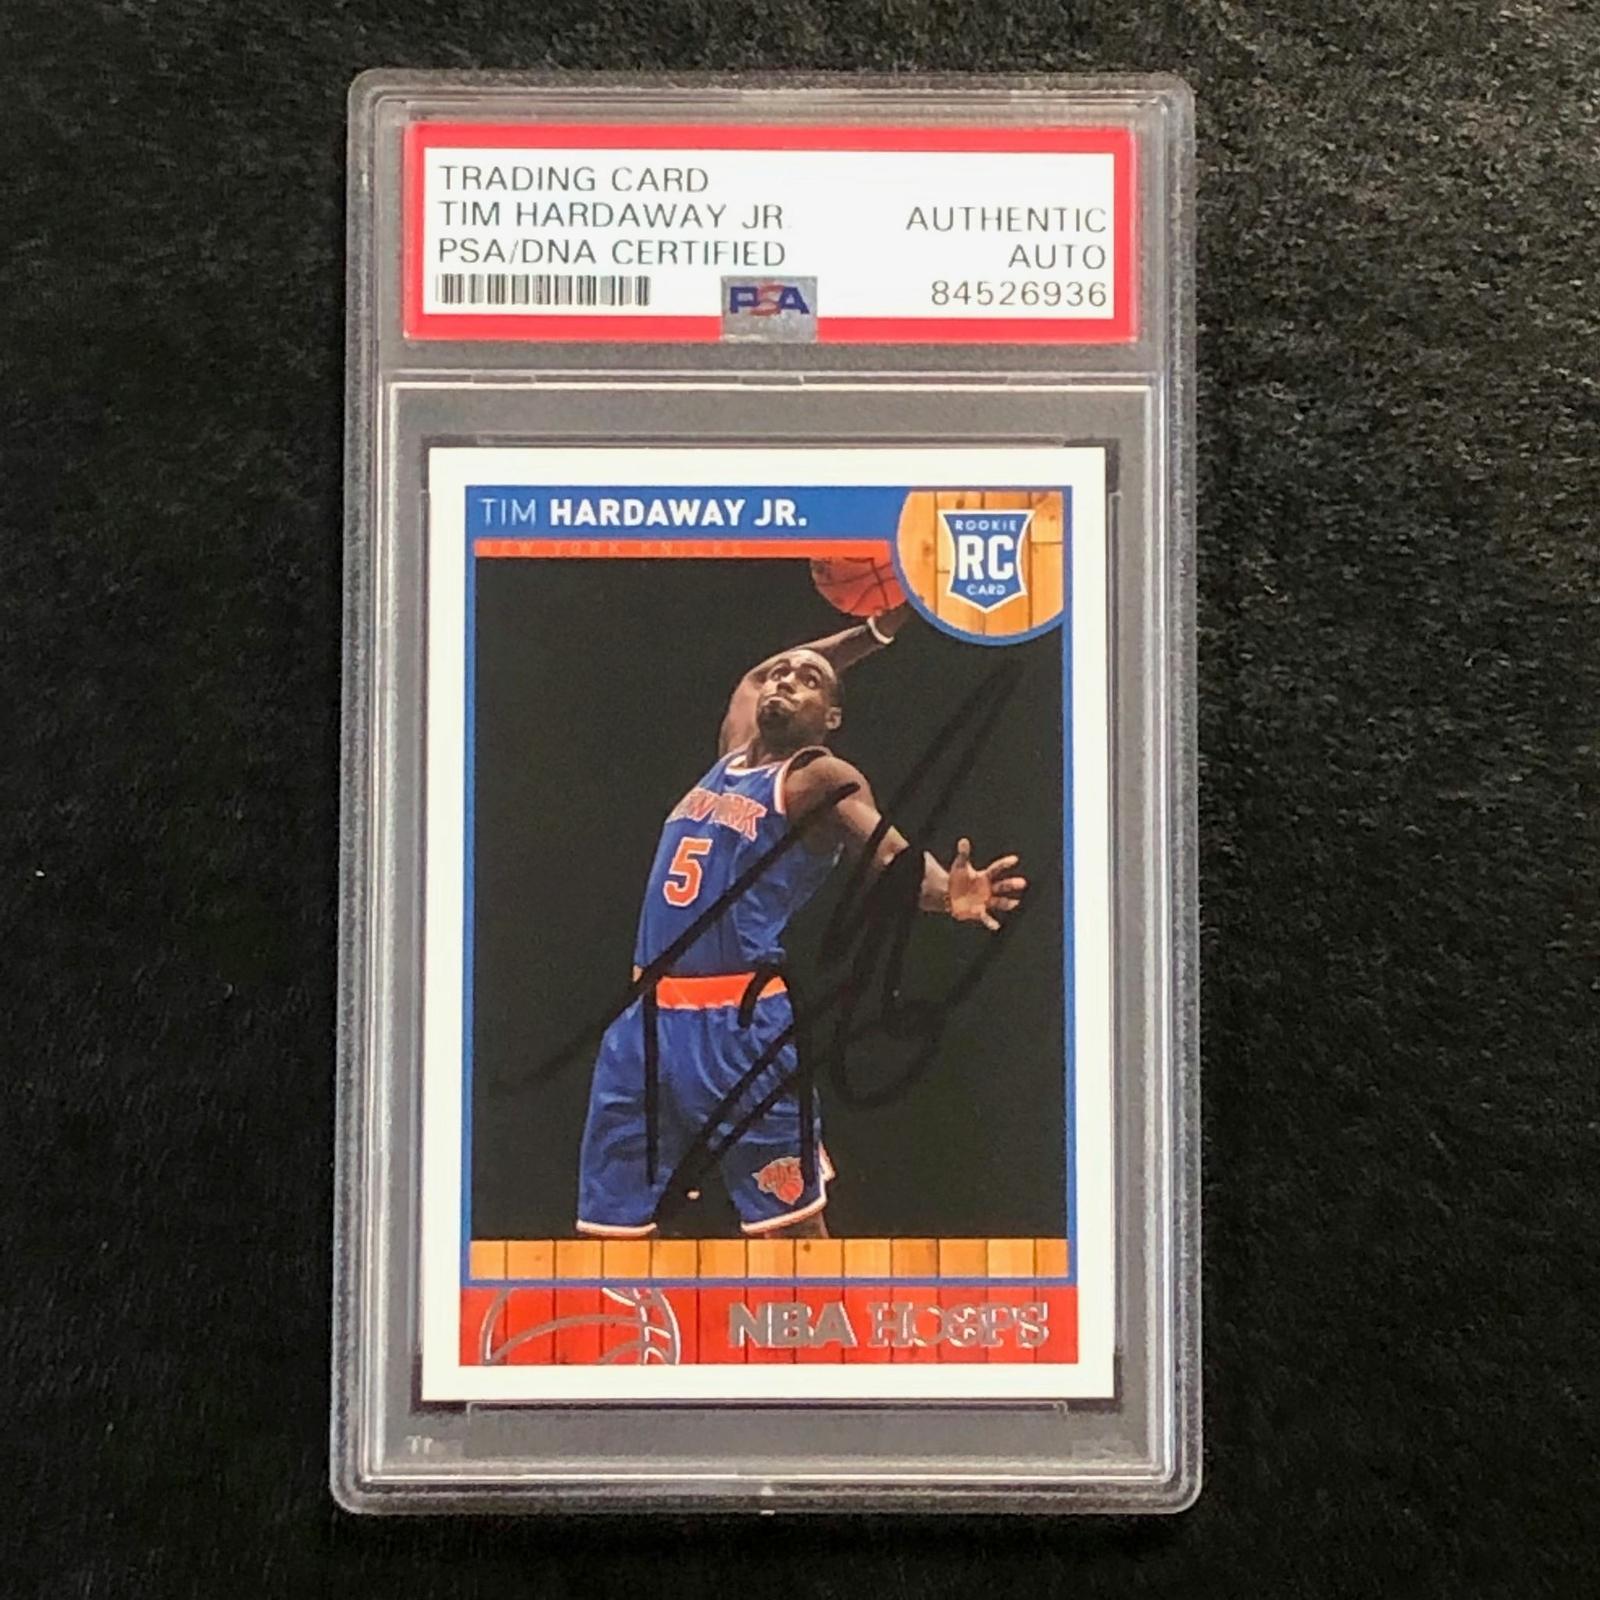 TRADING CARD
TIM HARDAWAY JR.
PSA/DNA CERTIFIED
AUTHENTIC
AUTO
84526936
PSA
TIM HARDAWAY JR.
NEW YORK KNICKS
ROOKIE
RC
CARD
NEW YORK
5
NBA HOOPS